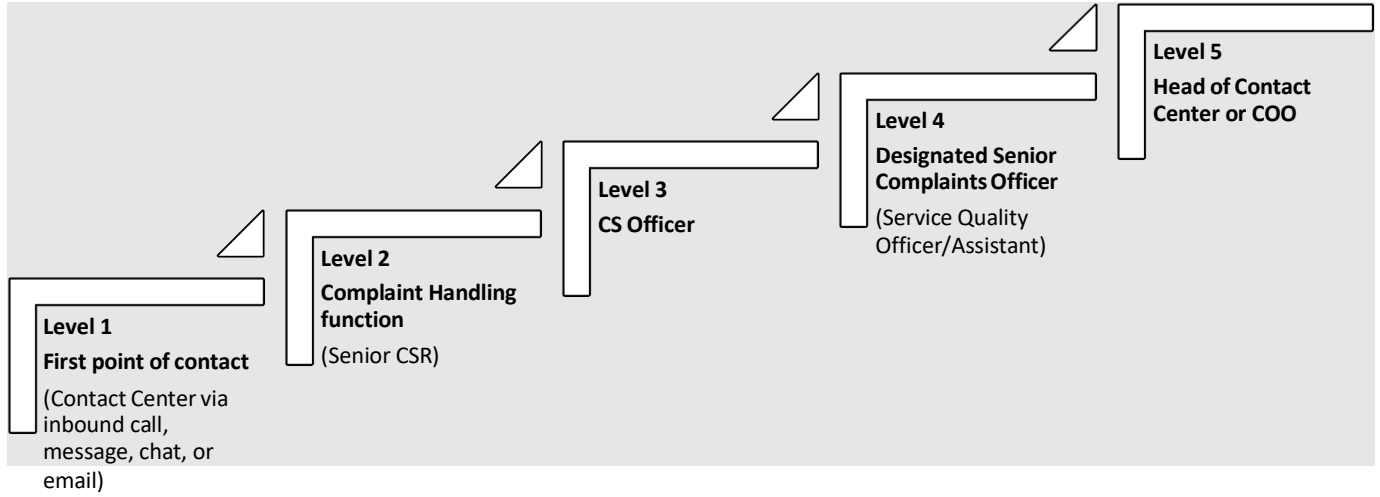 Level 1
First point of contact
(Contact Center via
inbound call,
message, chat, or
email)
Level 2
Complaint Handling
function
(Senior CSR)
Level 3
CS Officer
Level 4
Designated Senior
Complaints Officer
(Service Quality
Officer/Assistant)
Level 5
Head of Contact
Center or COO